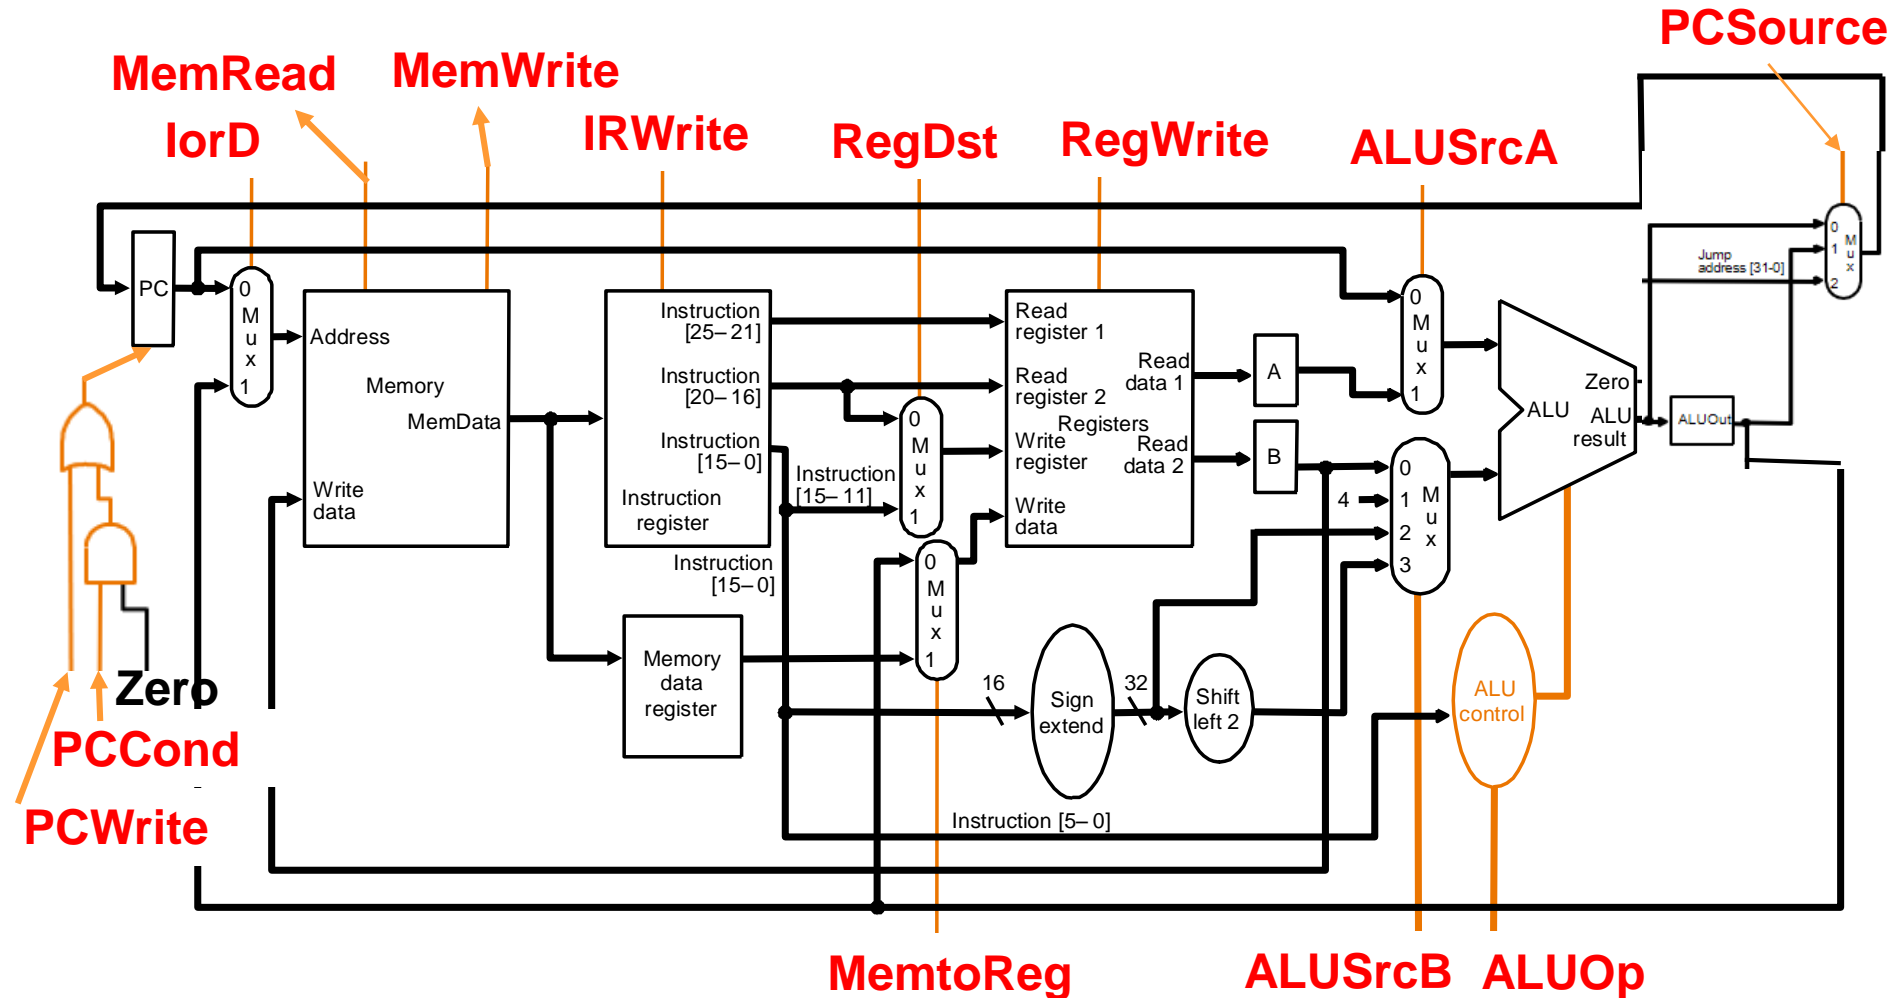 PCSource
MemRead
MemWrite
IorD
IRWrite
RegDst
RegWrite
ALUSrcA
PC
0
M
u
x
1
Address
Memory
MemData
Write
data
Instruction
[25–21]
Instruction
[20–16]
Instruction
[15–0]
Instruction
register
Instruction
[15–11]
Instruction
[15–0]
0
M
u
x
1
Read
register 1
Read
register 2
Registers
Write
register
Write
data
Read
data 1
Read
data 2
A
B
0
M
u
x
1
0
1
2
3
M
u
x
4
Zero
ALU
ALU
result
ALUOut
Jump
address [31-0]
0
1
2
M
u
x
0
M
u
x
1
Memory
data
register
16
Sign
extend
32
Shift
left 2
ALU
control
Instruction [5–0]
Zero
PCCond
PCWrite
MemtoReg
ALUSrcB
ALUOp